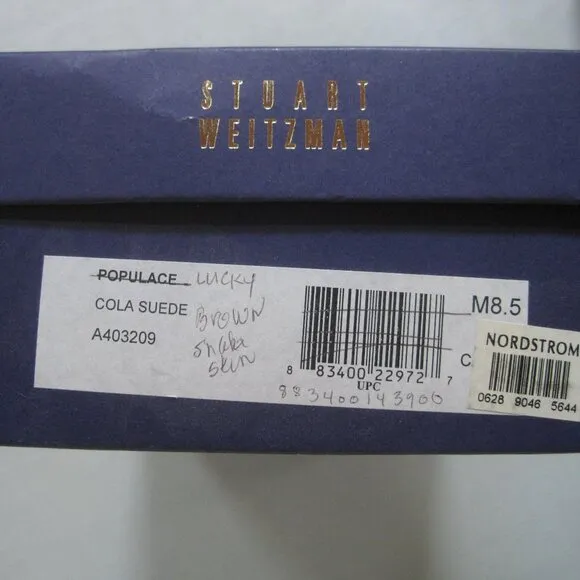 STUART
WEITZMAN
POPULACE Lucky
COLA SUEDE Brown
A403209 Snake
Skin
M8.5
C
8 83400 22972 7
UPC
883400143900
NORDSTROM
0628 9046 5644